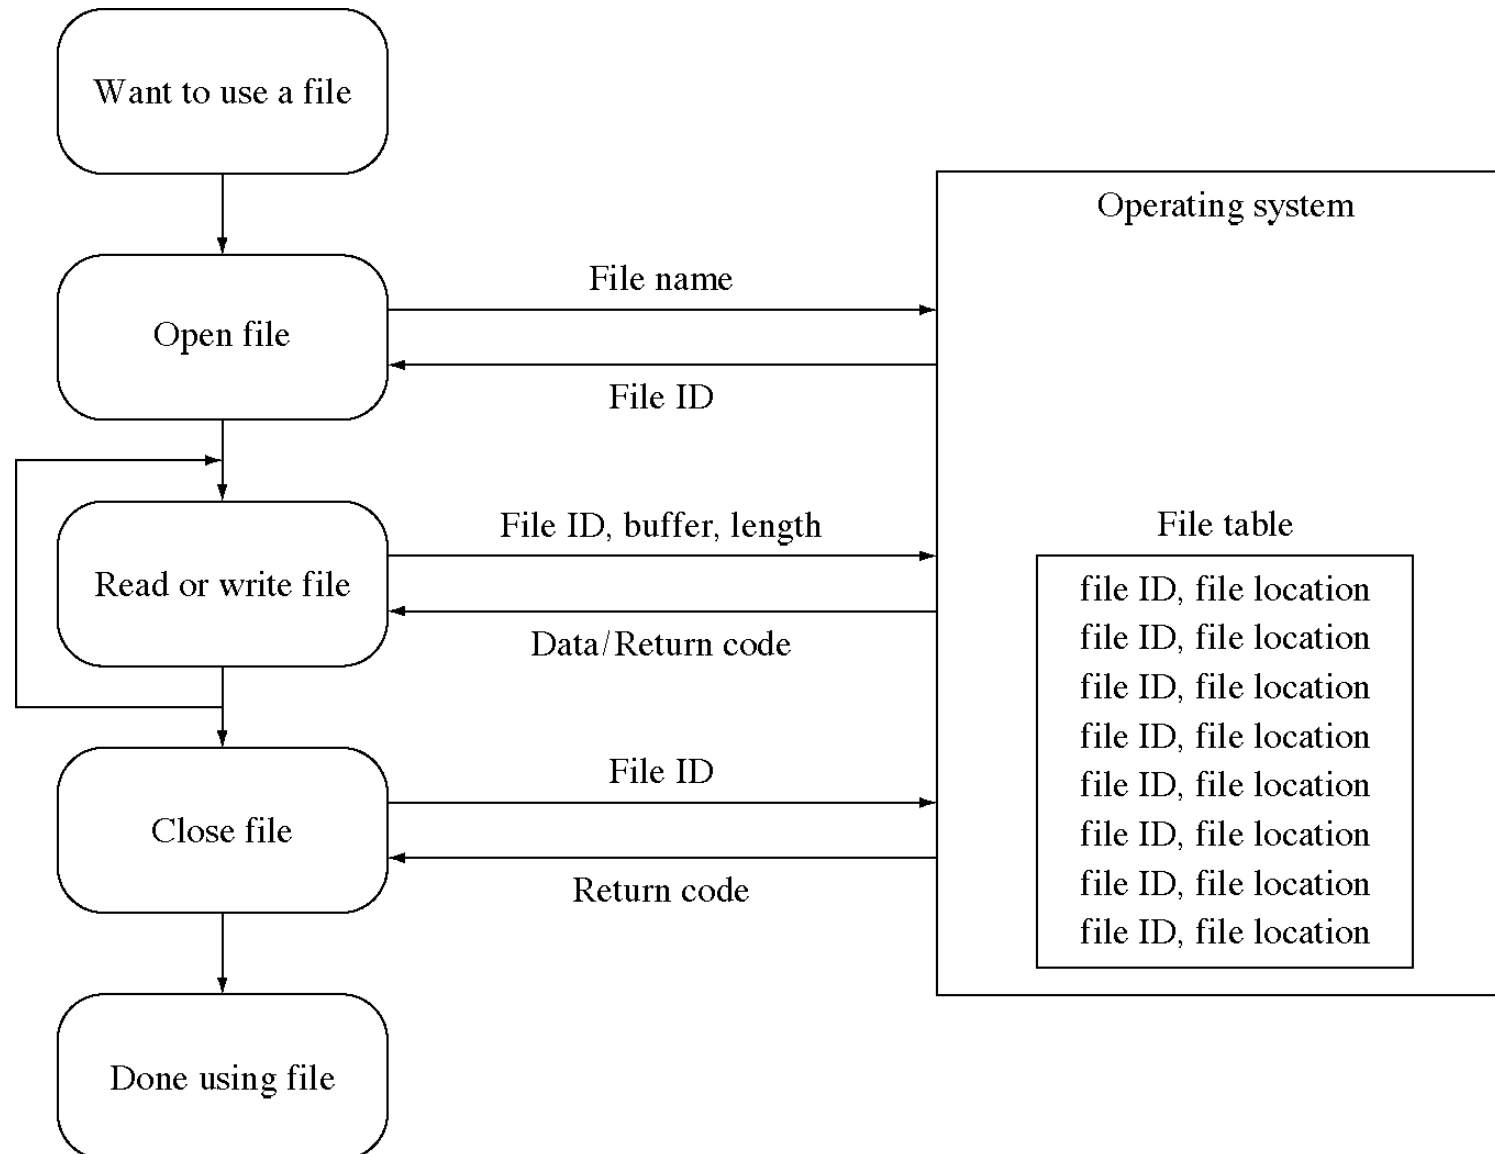 Want to use a file
Operating system
File name
Open file
File ID
File ID, buffer, length
Read or write file
Data/Return code
File table
file ID, file location
file ID, file location
file ID, file location
file ID, file location
file ID, file location
file ID, file location
file ID, file location
file ID, file location
File ID
Close file
Return code
Done using file